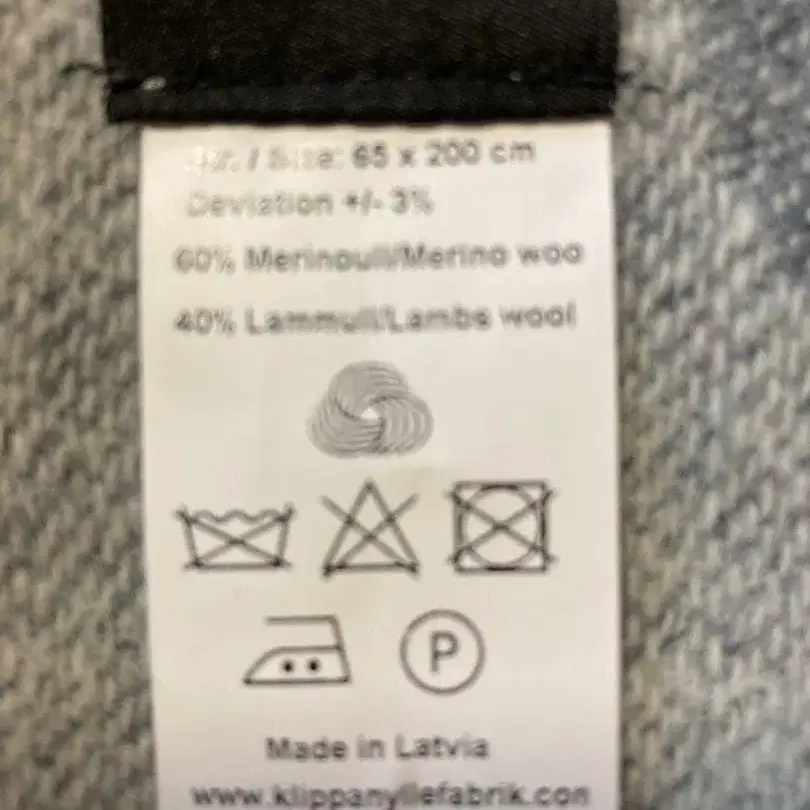 Str. / Size: 65 x 200 cm
Deviation +/- 3%
60% Merinoull/Merino woo
40% Lammull/Lambs wool
P
Made in Latvia
www.klippanyllefabrik.con